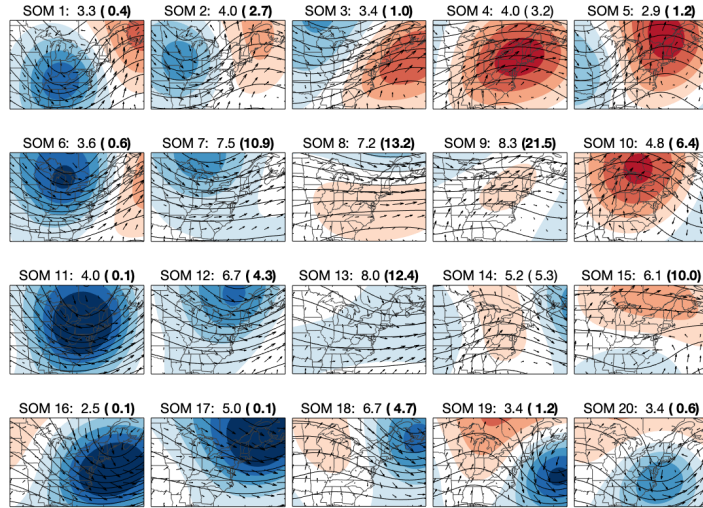 SOM 1: 3.3 ( 0.4)
SOM 2: 4.0 ( 2.7)
SOM 3: 3.4 ( 1.0)
SOM 4: 4.0 ( 3.2)
SOM 5: 2.9 ( 1.2)
SOM 6: 3.6 ( 0.6)
SOM 7: 7.5 (10.9)
SOM 8: 7.2 (13.2)
SOM 9: 8.3 (21.5)
SOM 10: 4.8 ( 6.4)
SOM 11: 4.0 ( 0.1)
SOM 12: 6.7 ( 4.3)
SOM 13: 8.0 (12.4)
SOM 14: 5.2 ( 5.3)
SOM 15: 6.1 (10.0)
SOM 16: 2.5 ( 0.1)
SOM 17: 5.0 ( 0.1)
SOM 18: 6.7 ( 4.7)
SOM 19: 3.4 ( 1.2)
SOM 20: 3.4 ( 0.6)